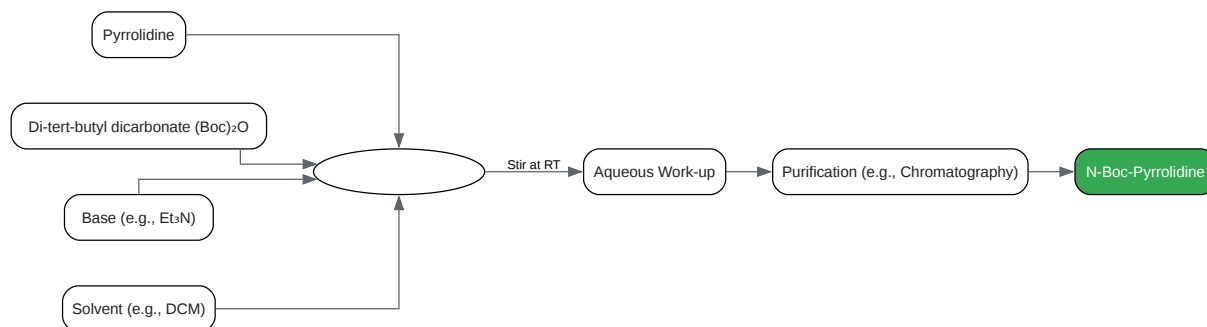 Pyrrolidine
Di-tert-butyl dicarbonate (Boc)₂O
Base (e.g., Et₃N)
Solvent (e.g., DCM)
Stir at RT
Aqueous Work-up
Purification (e.g., Chromatography)
N-Boc-Pyrrolidine